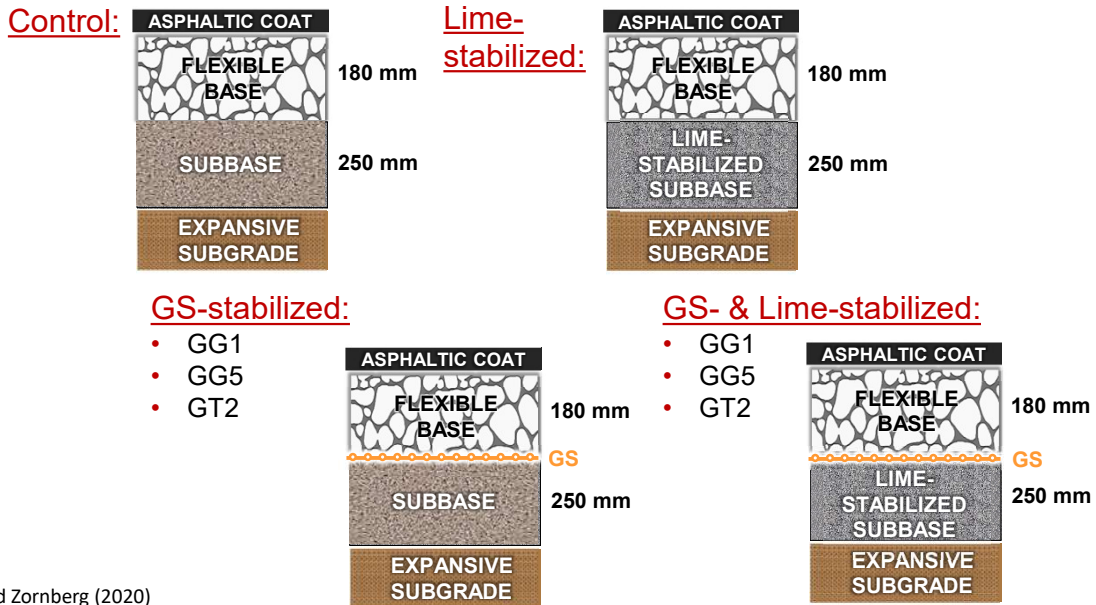 Control:
ASPHALTIC COAT
FLEXIBLE
BASE
180 mm
SUBBASE
250 mm
EXPANSIVE
SUBGRADE
Lime-
stabilized:
ASPHALTIC COAT
FLEXIBLE
BASE
180 mm
LIME-
STABILIZED
SUBBASE
250 mm
EXPANSIVE
SUBGRADE
GS-stabilized:
• GG1
• GG5
• GT2
ASPHALTIC COAT
FLEXIBLE
BASE
180 mm
GS
SUBBASE
250 mm
EXPANSIVE
SUBGRADE
GS- & Lime-stabilized:
• GG1
• GG5
• GT2
ASPHALTIC COAT
FLEXIBLE
BASE
180 mm
GS
LIME-
STABILIZED
SUBBASE
250 mm
EXPANSIVE
SUBGRADE
Zornberg (2020)